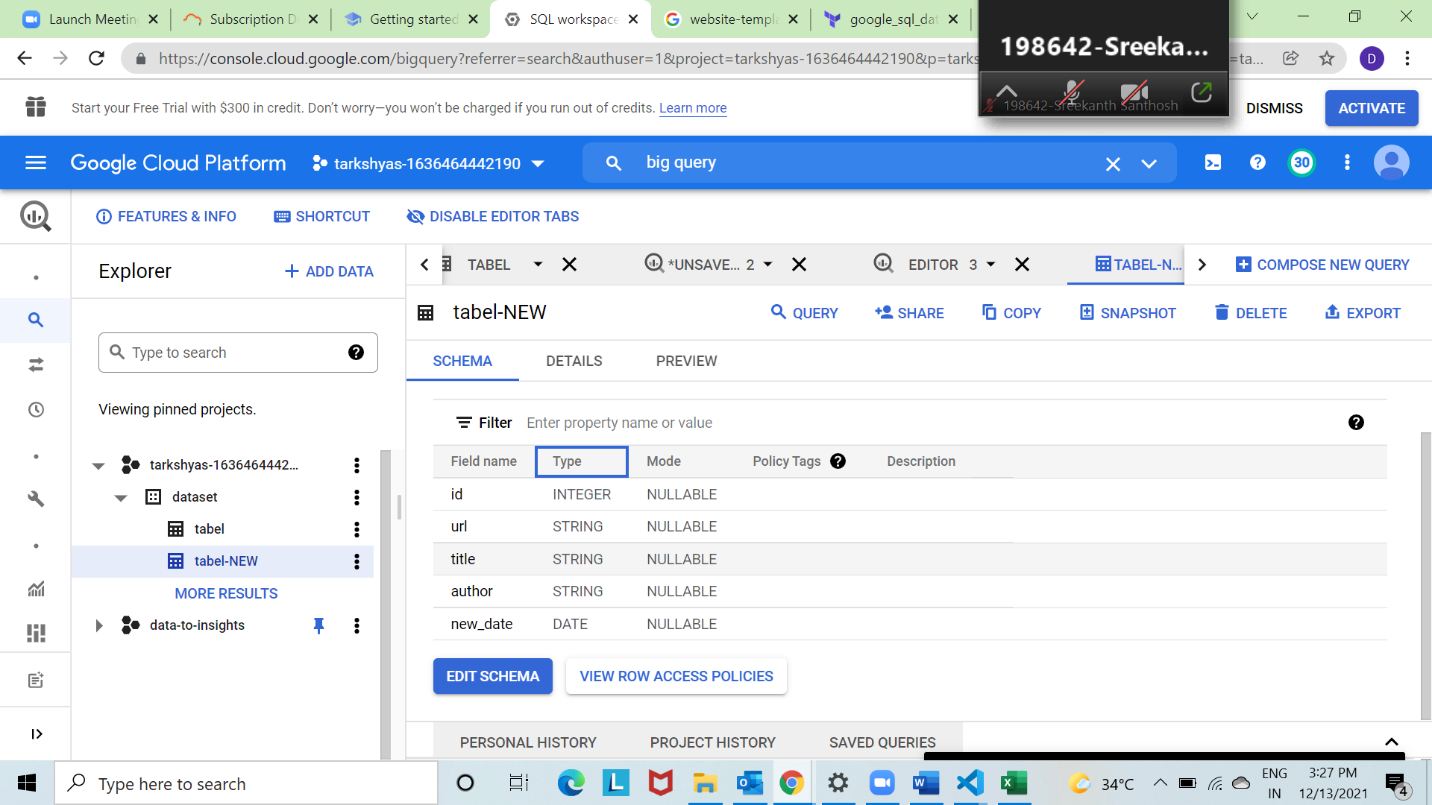 Launch Meetin
Subscription D
Getting started
SQL workspace
website-templa
google_sql_dat
https://console.cloud.google.com/bigquery?referrer=search&authuser=1&project=tarkshyas-1636464442190&p=tarks
=ta...
D
198642-Sreeka...
198642-Sreekanth Santhosh
Start your Free Trial with $300 in credit. Don't worry—you won't be charged if you run out of credits. Learn more
DISMISS
ACTIVATE
Google Cloud Platform
tarkshyas-1636464442190
big query
30
FEATURES & INFO
SHORTCUT
DISABLE EDITOR TABS
Explorer
+ ADD DATA
TABEL
*UNSAVE... 2
EDITOR 3
TABEL-N...
COMPOSE NEW QUERY
tabel-NEW
QUERY
SHARE
COPY
SNAPSHOT
DELETE
EXPORT
Type to search
SCHEMA
DETAILS
PREVIEW
Viewing pinned projects.
Filter Enter property name or value
tarkshyas-1636464442...
dataset
tabel
tabel-NEW
MORE RESULTS
data-to-insights
Field name Type Mode Policy Tags Description
id INTEGER NULLABLE
url STRING NULLABLE
title STRING NULLABLE
author STRING NULLABLE
new_date DATE NULLABLE
EDIT SCHEMA
VIEW ROW ACCESS POLICIES
PERSONAL HISTORY
PROJECT HISTORY
SAVED QUERIES
Type here to search
34°C
ENG
IN
3:27 PM
12/13/2021
4